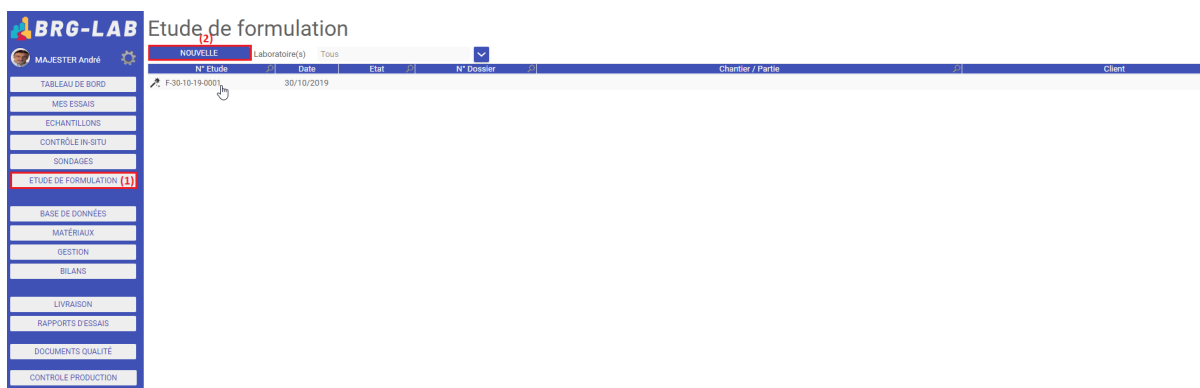 BRG-LAB
Etude de formulation
(2)
MAJESTER André
NOUVELLE Laboratoire(s) Tous
N° Etude Date Etat N° Dossier Chantier / Partie Client
F-30-10-19-0001 30/10/2019
TABLEAU DE BORD
MES ESSAIS
ECHANTILLONS
CONTRÔLE IN-SITU
SONDAGES
ETUDE DE FORMULATION (1)
BASE DE DONNÉES
MATÉRIAUX
GESTION
BILANS
LIVRAISON
RAPPORTS D'ESSAIS
DOCUMENTS QUALITÉ
CONTROLE PRODUCTION